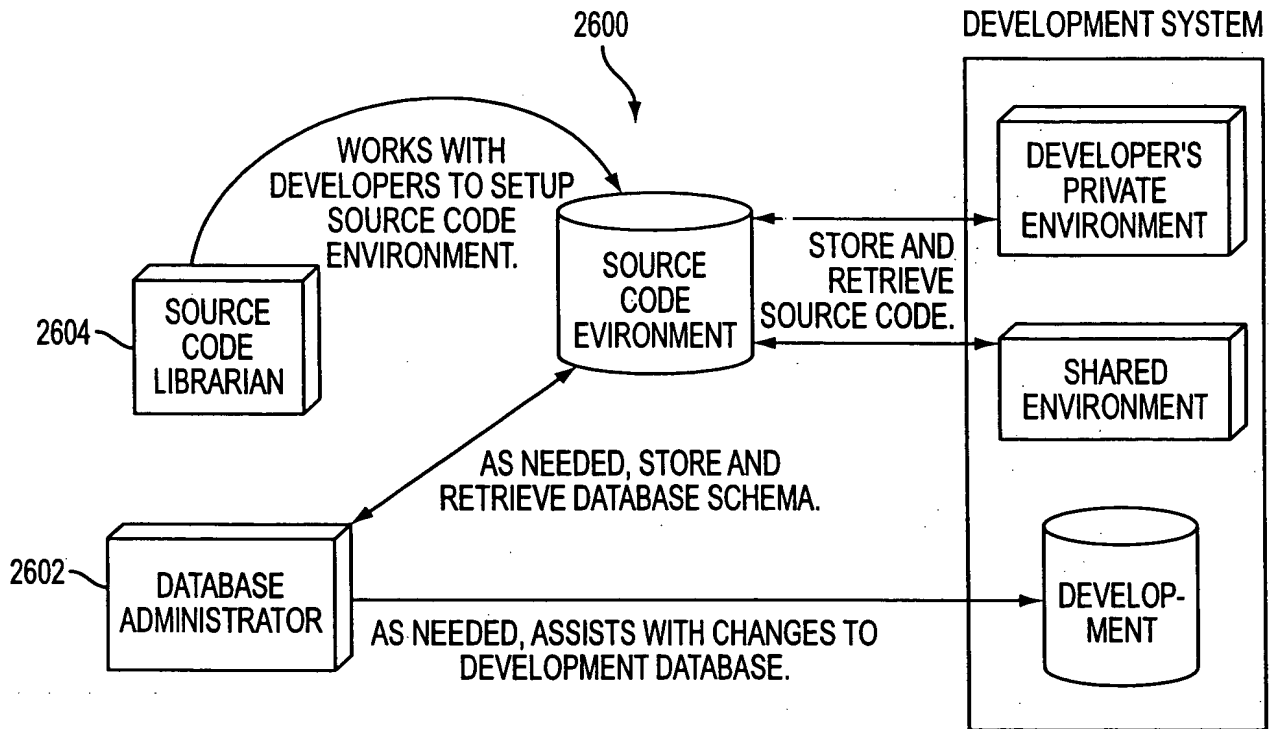 2600
DEVELOPMENT SYSTEM
WORKS WITH
DEVELOPERS TO SETUP
SOURCE CODE
ENVIRONMENT.
DEVELOPER'S
PRIVATE
ENVIRONMENT
STORE AND
RETRIEVE
SOURCE CODE.
SOURCE
CODE
EVIRONMENT
2604
SOURCE
CODE
LIBRARIAN
SHARED
ENVIRONMENT
AS NEEDED, STORE AND
RETRIEVE DATABASE SCHEMA.
2602
DATABASE
ADMINISTRATOR
DEVELOP-
MENT
AS NEEDED, ASSISTS WITH CHANGES TO
DEVELOPMENT DATABASE.